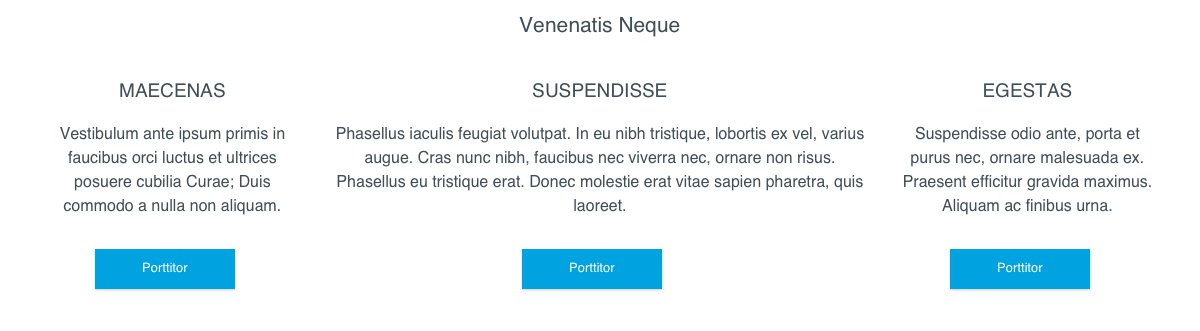 Venenatis Neque
MAECENAS
Vestibulum ante ipsum primis in
faucibus orci luctus et ultrices
posuere cubilia Curae; Duis
commodo a nulla non aliquam.
Porttitor
SUSPENDISSE
Phasellus iaculis feugiat volutpat. In eu nibh tristique, lobortis ex vel, varius
augue. Cras nunc nibh, faucibus nec viverra nec, ornare non risus.
Phasellus eu tristique erat. Donec molestie erat vitae sapien pharetra, quis
laoreet.
Porttitor
EGESTAS
Suspendisse odio ante, porta et
purus nec, ornare malesuada ex.
Praesent efficitur gravida maximus.
Aliquam ac finibus urna.
Porttitor